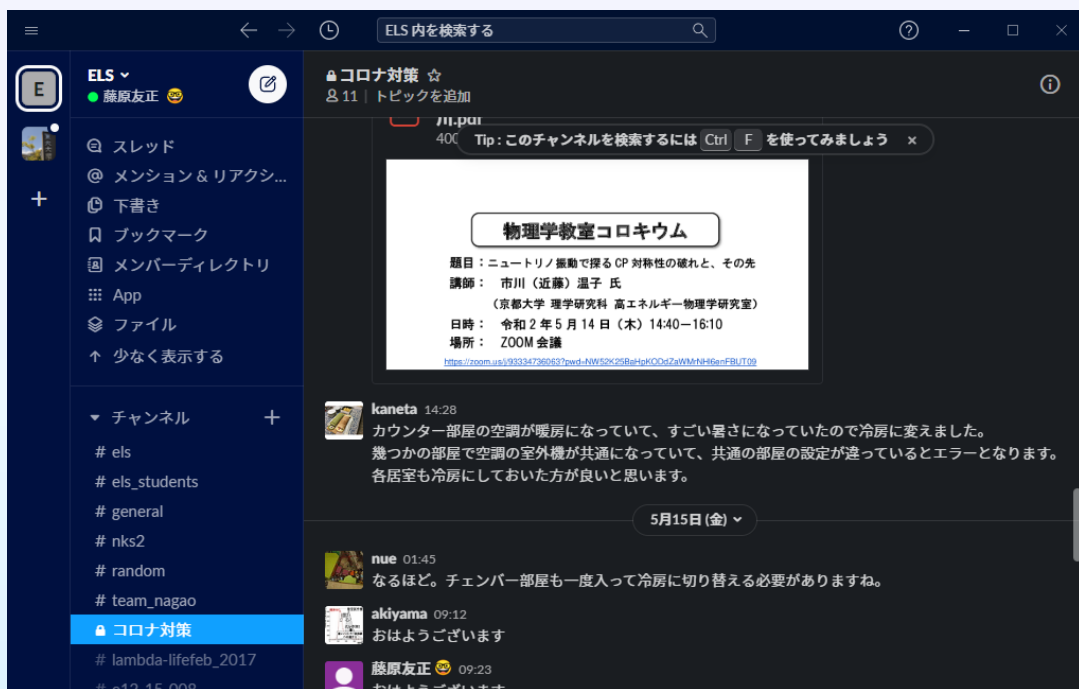 ELS 内を検索する
E
ELS
藤原友正
スレッド
@ メンション & リアクシ...
下書き
ブックマーク
メンバーディレクトリ
App
ファイル
少なく表示する
チャンネル
# els
# els_students
# general
# nks2
# random
# team_nagao
コロナ対策
# lambda-lifefeb_2017
コロナ対策
11 | トピックを追加
川.pdf
400
Tip : このチャンネルを検索するには Ctrl F を使ってみましょう ×
物理学教室コロキウム
題目：ニュートリノ振動で探る CP 対称性の破れと、その先
講師： 市川（近藤）温子 氏
（京都大学 理学研究科 高エネルギー物理学研究室）
日時： 令和 2 年 5 月 14 日（木）14:40－16:10
場所： ZOOM 会議
kaneta 14:28
カウンター部屋の空調が暖房になっていて、すごい暑さになっていたので冷房に変えました。
幾つかの部屋で空調の室外機が共通になっていて、共通の部屋の設定が違っているとエラーとなります。
各居室も冷房にしておいた方が良いと思います。
5月15日 (金)
nue 01:45
なるほど。チェンバー部屋も一度入って冷房に切り替える必要がありますね。
akiyama 09:12
おはようございます
藤原友正 09:23
おはようございます